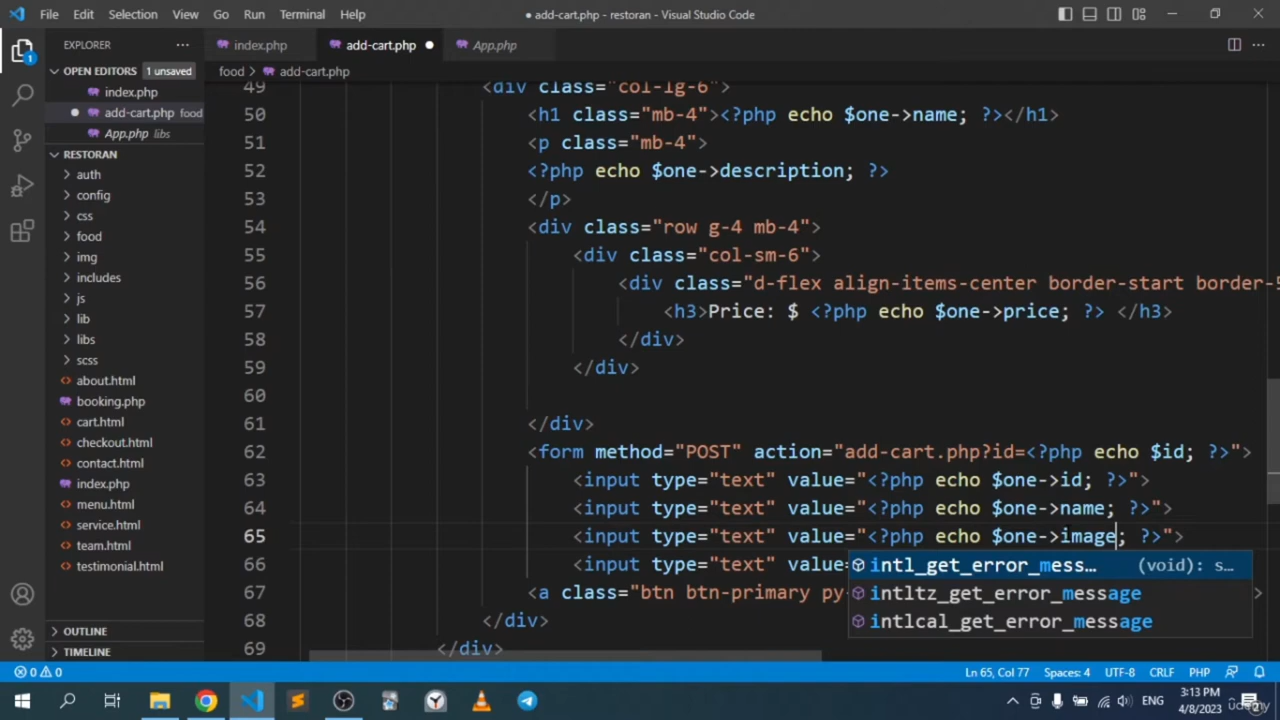 File Edit Selection View Go Run Terminal Help
● add-cart.php - restoran - Visual Studio Code
EXPLORER
index.php
add-cart.php
App.php
OPEN EDITORS 1 unsaved
food > add-cart.php
index.php
add-cart.php food
App.php libs
RESTORAN
auth
config
css
food
img
includes
js
lib
libs
scss
about.html
booking.php
cart.html
checkout.html
contact.html
index.php
menu.html
service.html
team.html
testimonial.html
OUTLINE
TIMELINE
49 <div class="col-lg-6">
50 <h1 class="mb-4"><?php echo $one->name; ?></h1>
51 <p class="mb-4">
52 <?php echo $one->description; ?>
53 </p>
54 <div class="row g-4 mb-4">
55 <div class="col-sm-6">
56 <div class="d-flex align-items-center border-start border-5
57 <h3>Price: $ <?php echo $one->price; ?> </h3>
58 </div>
59 </div>
60
61 </div>
62 <form method="POST" action="add-cart.php?id=<?php echo $id; ?>">
63 <input type="text" value="<?php echo $one->id; ?>">
64 <input type="text" value="<?php echo $one->name; ?>">
65 <input type="text" value="<?php echo $one->image; ?>">
66 <input type="text" value=
67 <a class="btn btn-primary py- >
68 </div>
69 </div>
intl_get_error_mess… (void): s…
intltz_get_error_message
intlcal_get_error_message
0 0
Ln 65, Col 77 Spaces: 4 UTF-8 CRLF PHP
ENG
3:13 PM
4/8/2023
udemy